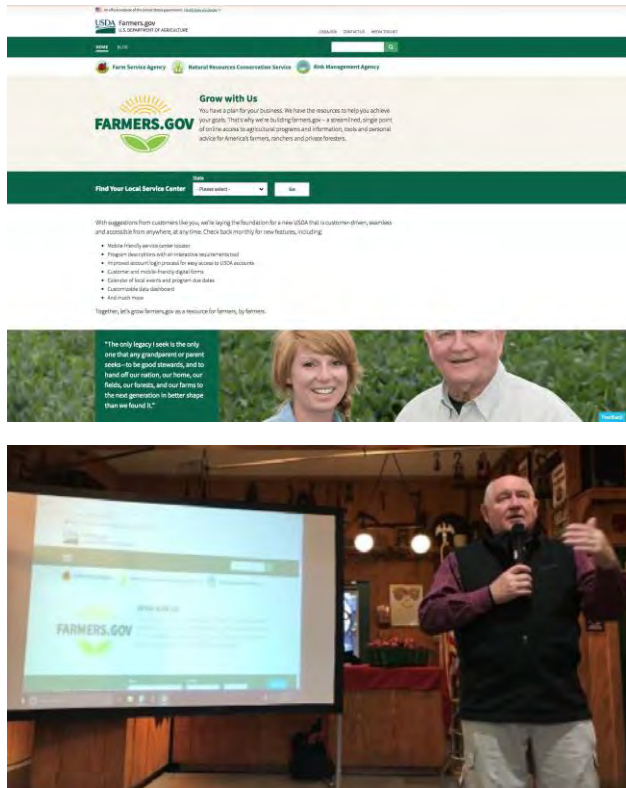 An official website of the United States government
USDA Farmers.gov
U.S. DEPARTMENT OF AGRICULTURE
CONTACT US MEDIA TOOLKIT
HOME BLOG
Farm Service Agency Natural Resources Conservation Service Risk Management Agency
Grow with Us
You have a plan for your business. We have the resources to help you achieve
your goals. That's why we're building farmers.gov – a streamlined, single point
of online access to agricultural programs and information, tools and personal
advice for America's farmers, ranchers and private foresters.
FARMERS.GOV
State
Find Your Local Service Center - Please select - Go
With suggestions from customers like you, we're laying the foundation for a new USDA that is customer-driven, seamless
and accessible from anywhere, at any time. Check back monthly for new features, including:
• Mobile-friendly service center locator
• Program descriptions with an interactive requirements tool
• Improved account login process for easy access to USDA accounts
• Customer and mobile-friendly digital forms
• Calendar of local events and program due dates
• Customizable data dashboard
• And much more
Together, let's grow farmers.gov as a resource for farmers, by farmers.
"The only legacy I seek is the only
one that any grandparent or parent
seeks—to be good stewards, and to
hand off our nation, our home, our
fields, our forests, and our farms to
the next generation in better shape
than we found it."
Feedback
FARMERS.GOV